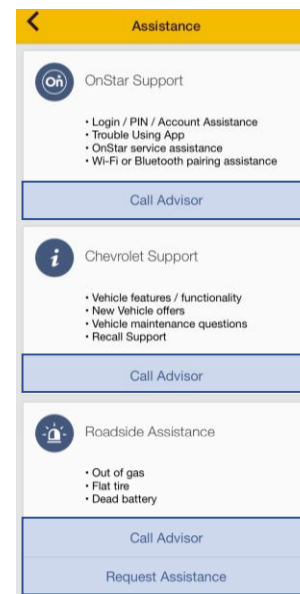 Assistance
On
OnStar Support
• Login / PIN / Account Assistance
• Trouble Using App
• OnStar service assistance
• Wi-Fi or Bluetooth pairing assistance
Call Advisor
i
Chevrolet Support
• Vehicle features / functionality
• New Vehicle offers
• Vehicle maintenance questions
• Recall Support
Call Advisor
Roadside Assistance
• Out of gas
• Flat tire
• Dead battery
Call Advisor
Request Assistance